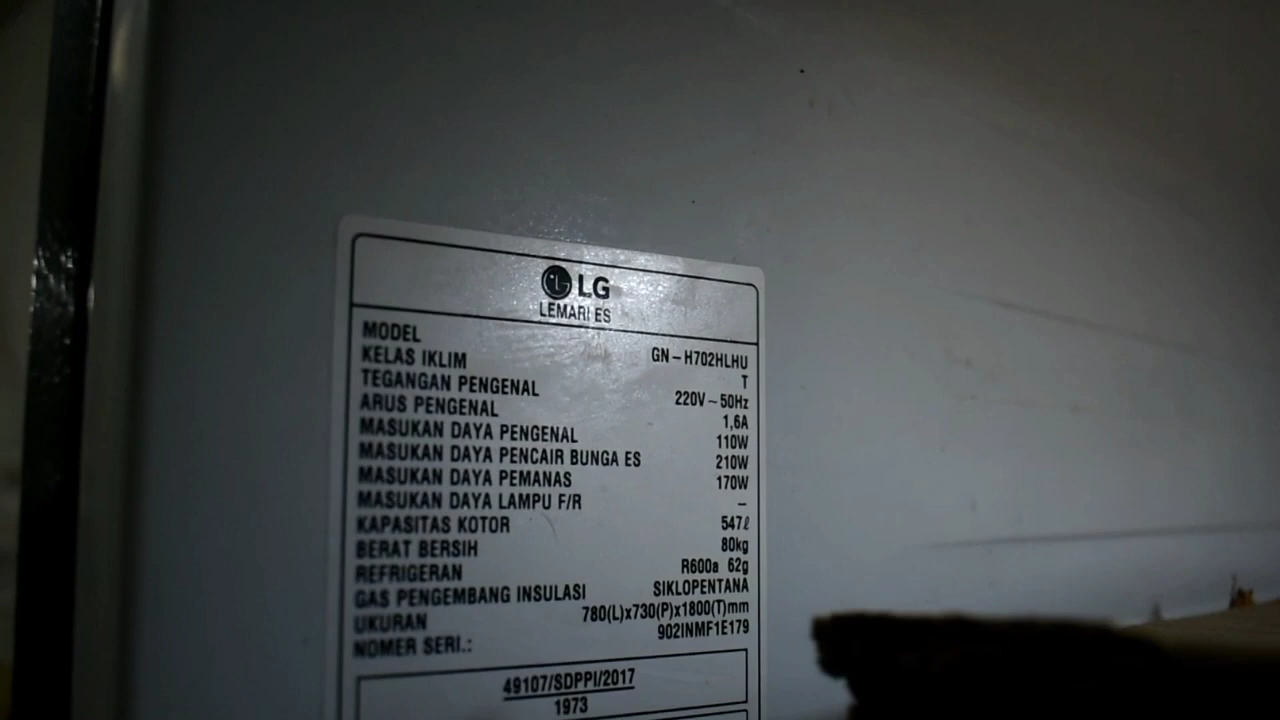 LG
LEMARI ES
MODEL GN-H702HLHU
KELAS IKLIM T
TEGANGAN PENGENAL 220V~50Hz
ARUS PENGENAL 1,6A
MASUKAN DAYA PENGENAL 110W
MASUKAN DAYA PENCAIR BUNGA ES 210W
MASUKAN DAYA PEMANAS 170W
MASUKAN DAYA LAMPU F/R –
KAPASITAS KOTOR 547ℓ
BERAT BERSIH 80kg
REFRIGERAN R600a 62g
GAS PENGEMBANG INSULASI SIKLOPENTANA
UKURAN 780(L)x730(P)x1800(T)mm
NOMER SERI.: 902INMF1E179
49107/SDPPI/2017
1973